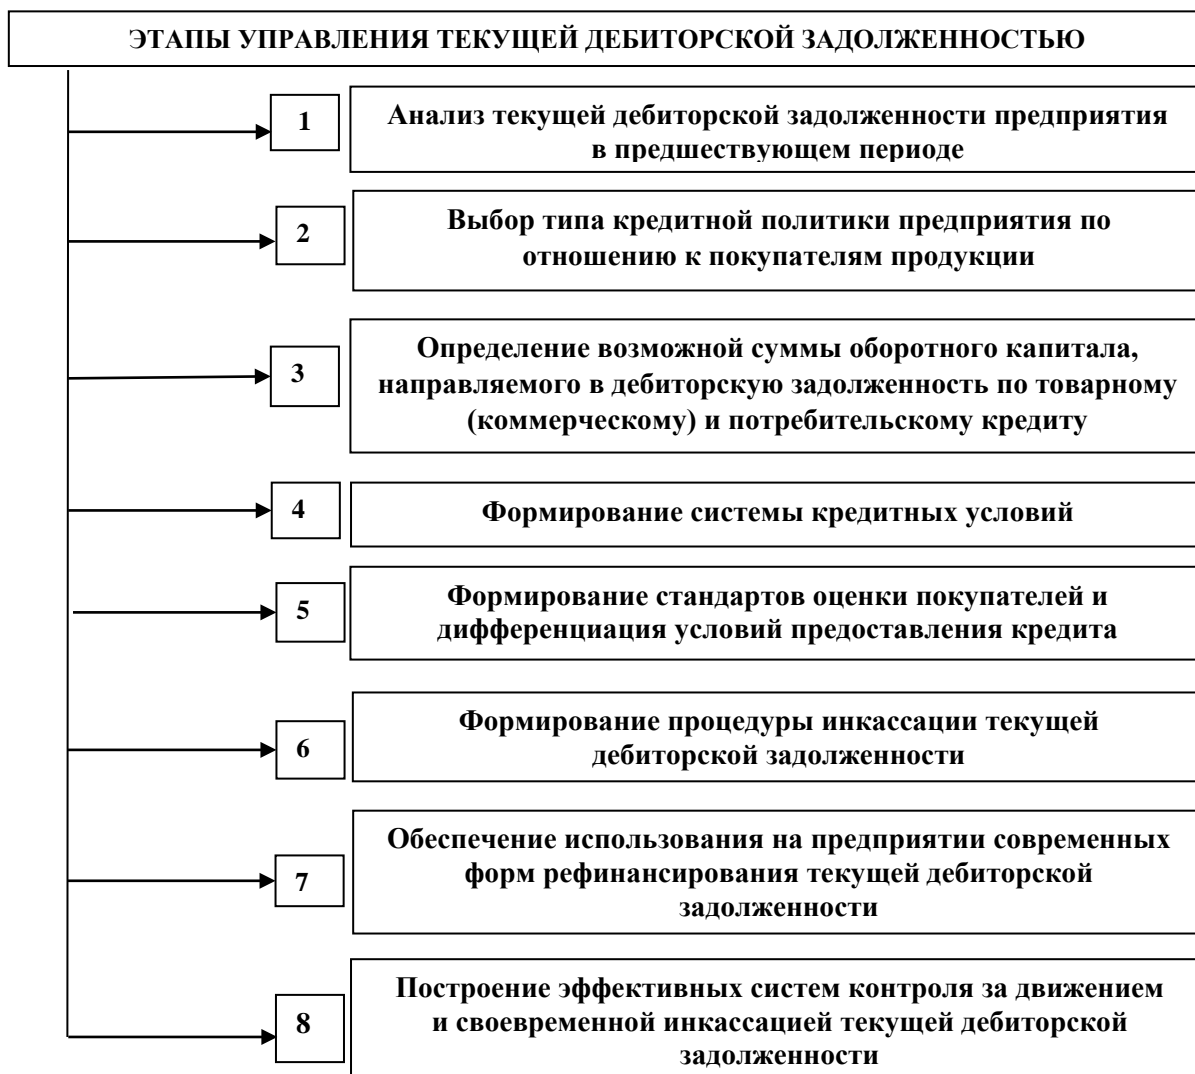 ЭТАПЫ УПРАВЛЕНИЯ ТЕКУЩЕЙ ДЕБИТОРСКОЙ ЗАДОЛЖЕННОСТЬЮ
1
Анализ текущей дебиторской задолженности предприятия
в предшествующем периоде
2
Выбор типа кредитной политики предприятия по
отношению к покупателям продукции
3
Определение возможной суммы оборотного капитала,
направляемого в дебиторскую задолженность по товарному
(коммерческому) и потребительскому кредиту
4
Формирование системы кредитных условий
5
Формирование стандартов оценки покупателей и
дифференциация условий предоставления кредита
6
Формирование процедуры инкассации текущей
дебиторской задолженности
7
Обеспечение использования на предприятии современных
форм рефинансирования текущей дебиторской
задолженности
8
Построение эффективных систем контроля за движением
и своевременной инкассацией текущей дебиторской
задолженности